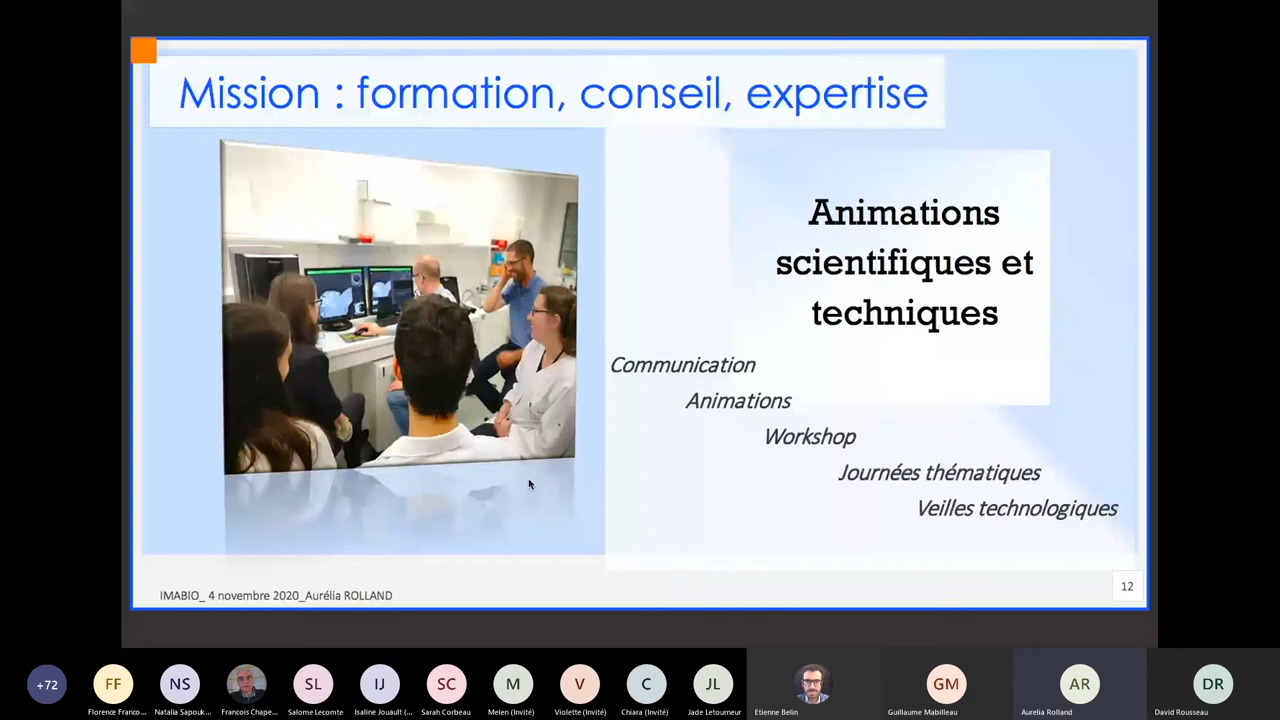 Mission : formation, conseil, expertise
Animations
scientifiques et
techniques
Communication
Animations
Workshop
Journées thématiques
Veilles technologiques
IMABIO_ 4 novembre 2020_Aurélia ROLLAND
12
+72
FF
NS
SL
IJ
SC
M
V
C
JL
GM
AR
DR
Florence Franco...
Natalia Sapouk...
Francois Chape...
Salome Lecomte
Isaline Jouault (...
Sarah Corbeau
Melen (Invité)
Violette (Invité)
Chiara (Invité)
Jade Letourneur
Etienne Belin
Guillaume Mabilleau
Aurelia Rolland
David Rousseau